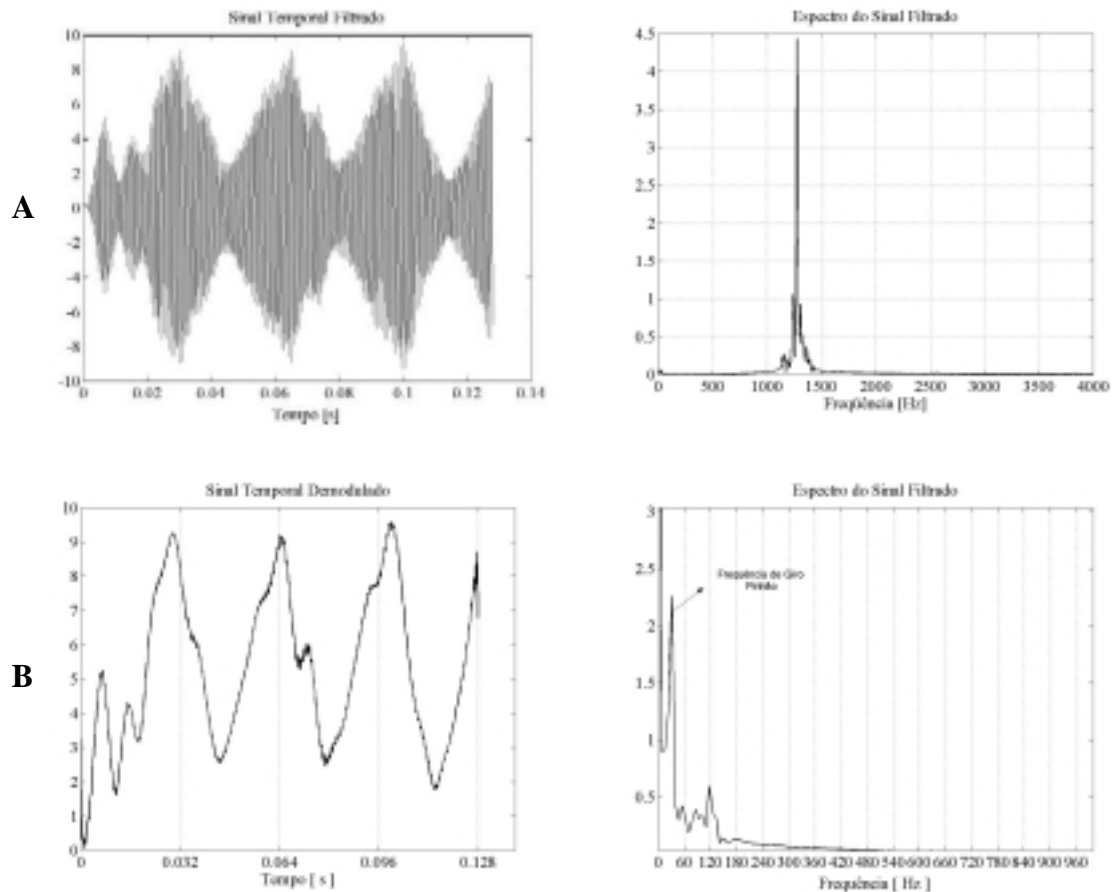 Sinal Temporal Filtrado
10
8
6
4
2
0
-2
-4
-6
-8
-10
0 0.02 0.04 0.06 0.08 0.1 0.12 0.14
Tempo [s]
A
Espectro do Sinal Filtrado
4.5
4
3.5
3
2.5
2
1.5
1
0.5
0
0 500 1000 1500 2000 2500 3000 3500 4000
Freqüência [Hz]
Sinal Temporal Demodulado
10
9
8
7
6
5
4
3
2
1
0
0 0.032 0.064 0.096 0.128
Tempo [ s ]
B
Espectro do Sinal Filtrado
3
2.5
2
1.5
1
0.5
Frequência de Giro
Pinhão
0 60 120 180 240 300 360 420 480 540 600 660 720 780 840 900 960
Frequência [ Hz ]